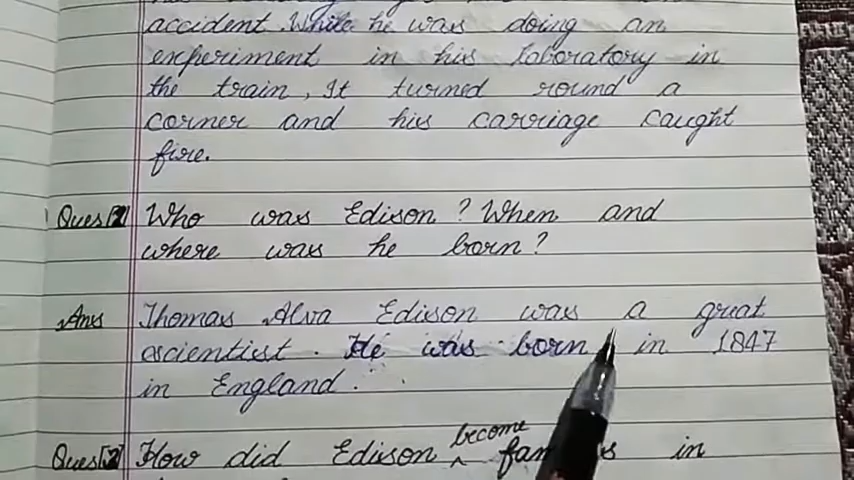 accident. While he was doing an
experiment in his laboratory in
the train, It turned round a
corner and his carriage caught
fire.
Ques[1] Who was Edison? When and
where was he born?
Ans Thomas Alva Edison was a great
scientist. He was born in 1847
in England.
Ques[2] How did Edison become in